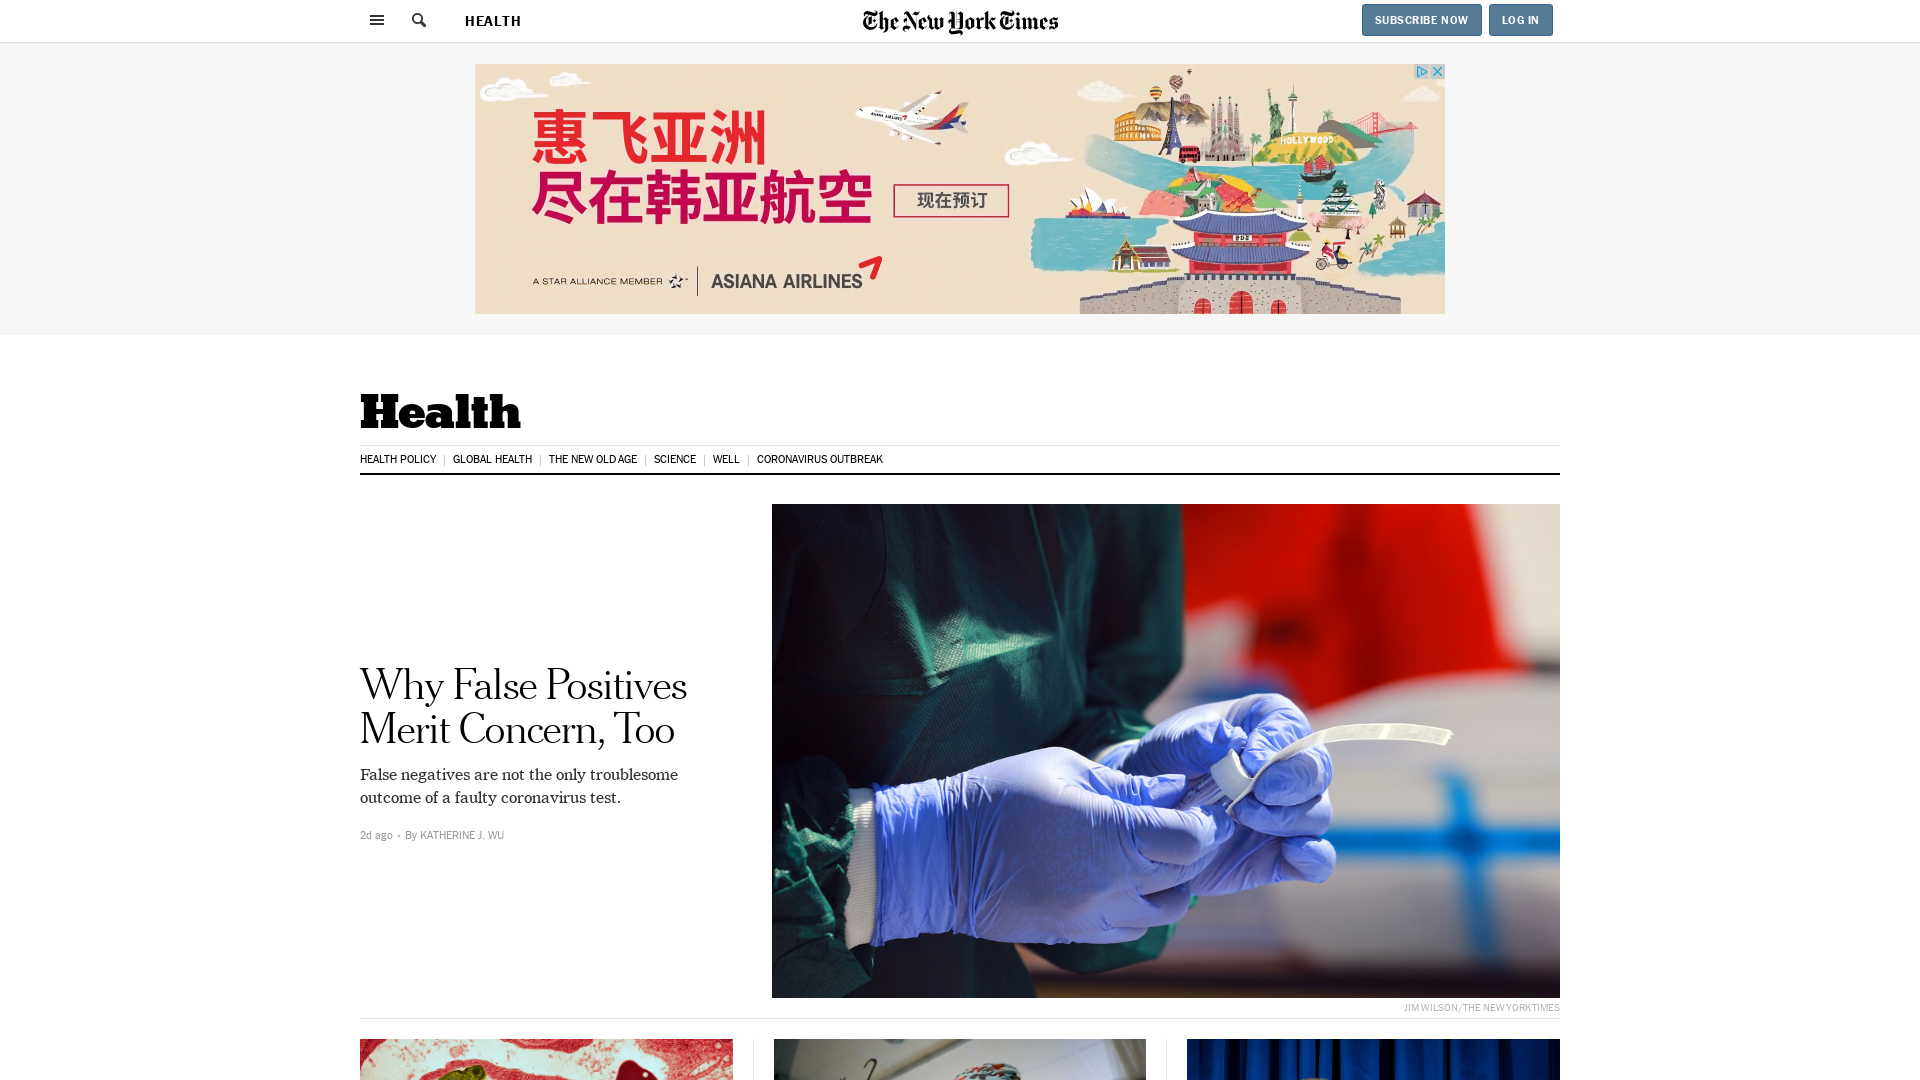 HEALTH
The New York Times
SUBSCRIBE NOW
LOG IN
惠飞亚洲
尽在韩亚航空
现在预订
A STAR ALLIANCE MEMBER
ASIANA AIRLINES
HOLLYWOOD
Health
HEALTH POLICY
GLOBAL HEALTH
THE NEW OLD AGE
SCIENCE
WELL
CORONAVIRUS OUTBREAK
Why False Positives
Merit Concern, Too
False negatives are not the only troublesome
outcome of a faulty coronavirus test.
2d ago · By KATHERINE J. WU
JIM WILSON/THE NEW YORK TIMES